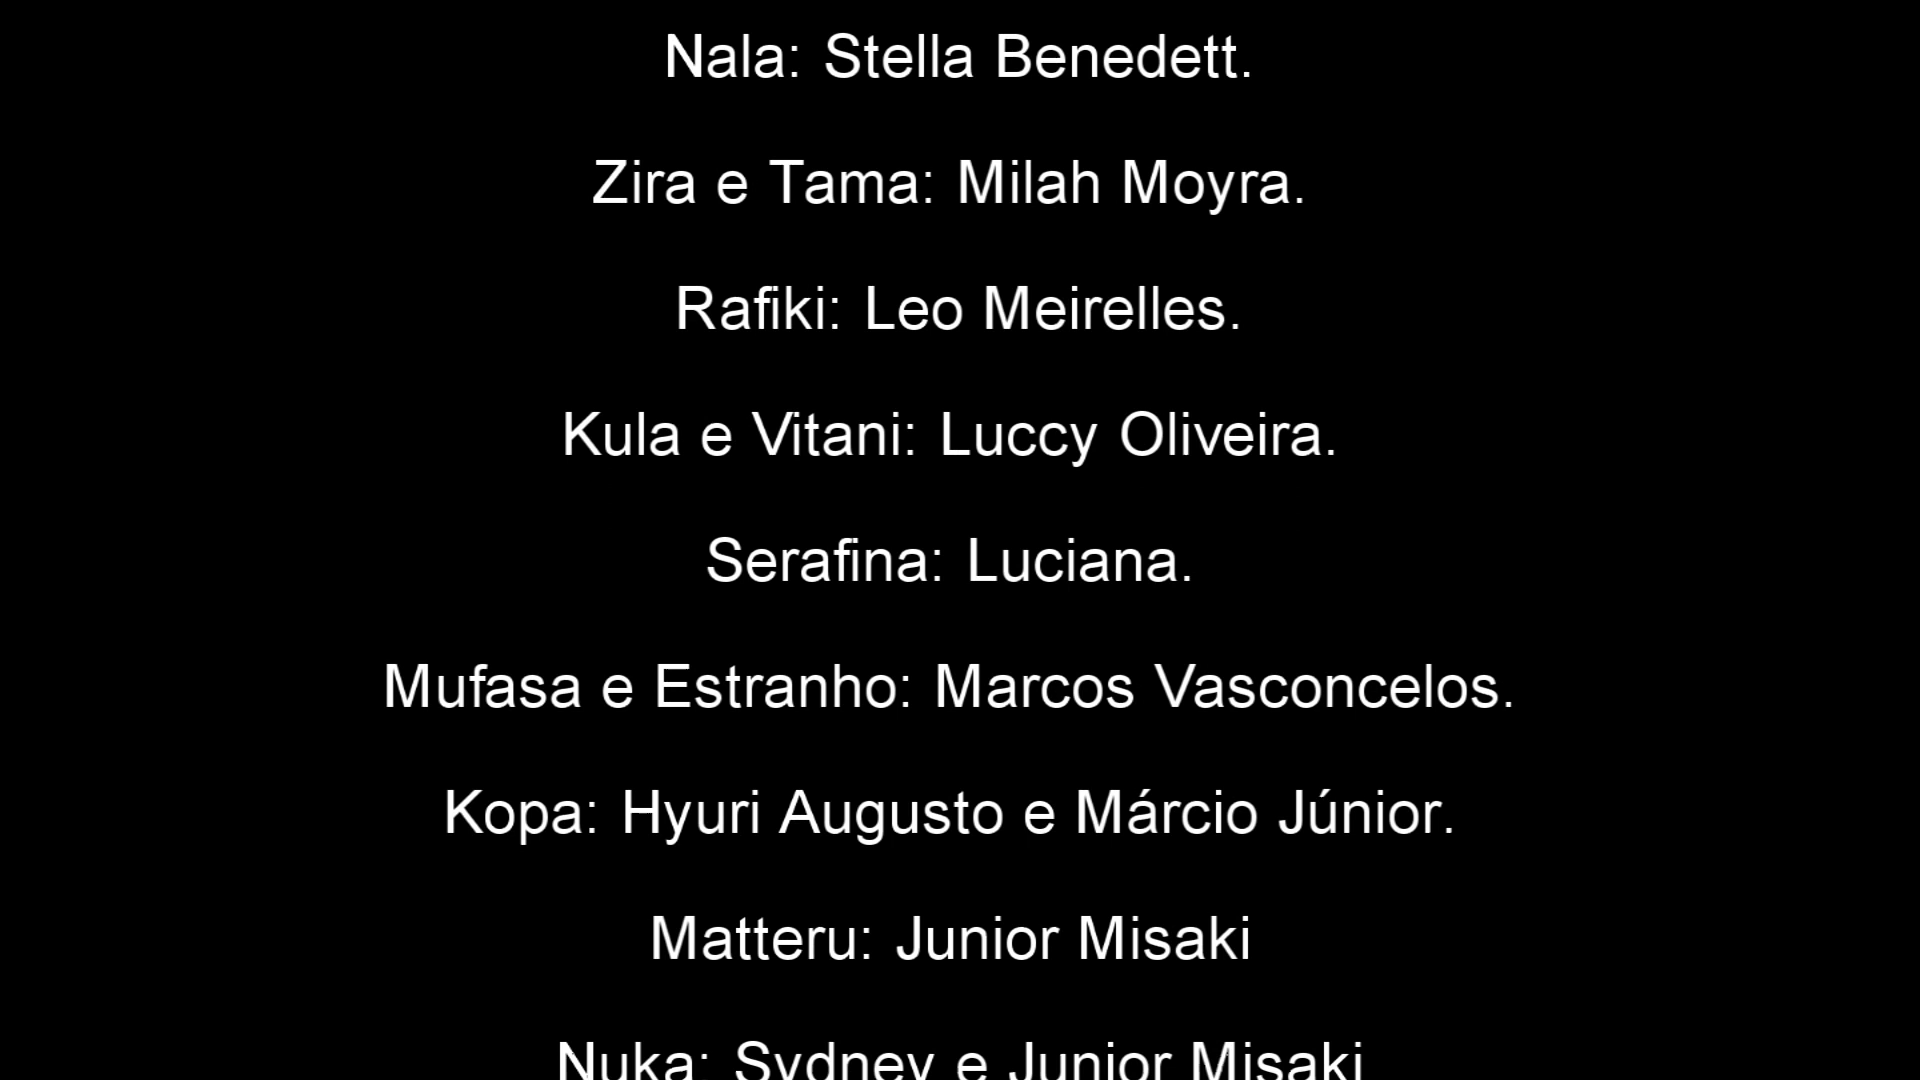 Nala: Stella Benedett.
Zira e Tama: Milah Moyra.
Rafiki: Leo Meirelles.
Kula e Vitani: Luccy Oliveira.
Serafina: Luciana.
Mufasa e Estranho: Marcos Vasconcelos.
Kopa: Hyuri Augusto e Márcio Júnior.
Matteru: Junior Misaki
Nuka: Sydney e Junior Misaki